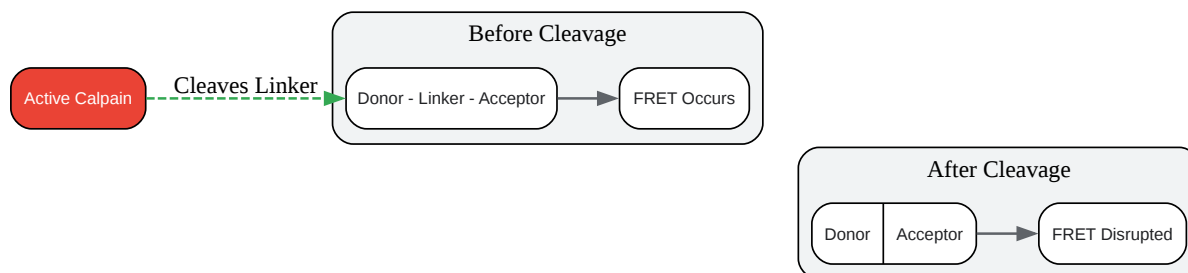 Before Cleavage
Active Calpain
Cleaves Linker
Donor - Linker - Acceptor
FRET Occurs
After Cleavage
Donor
Acceptor
FRET Disrupted